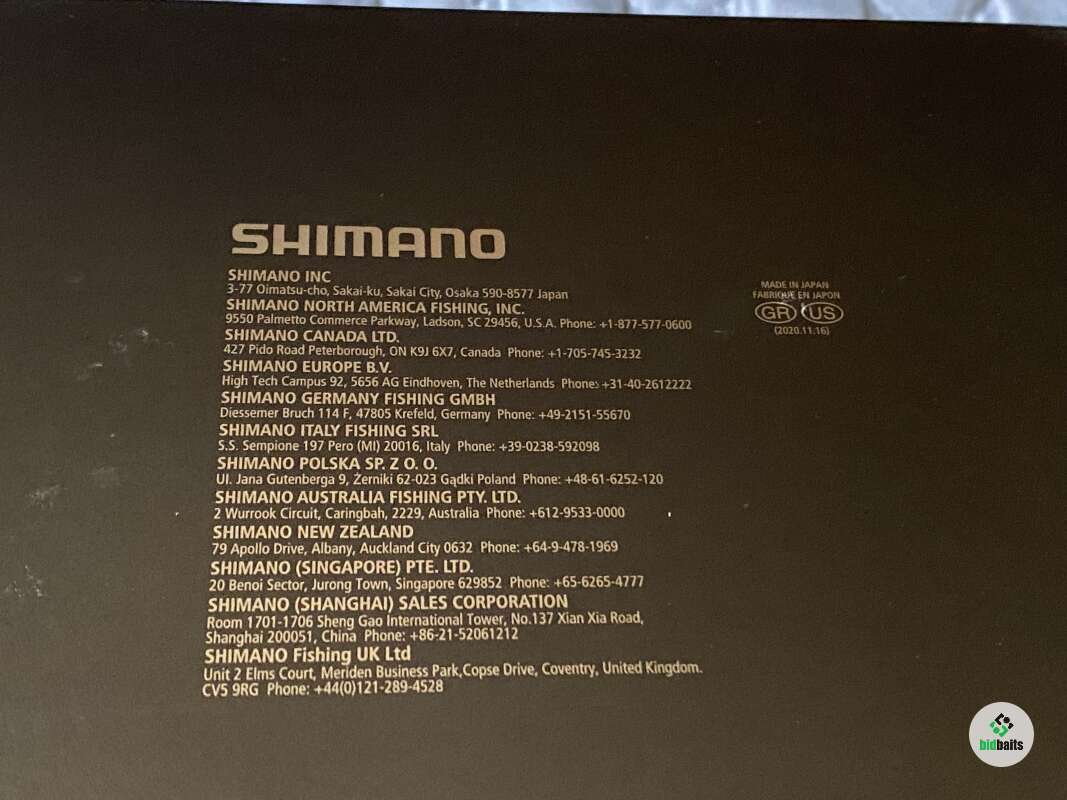 SHIMANO
SHIMANO INC
3-77 Oimatsu-cho, Sakai-ku, Sakai City, Osaka 590-8577 Japan
SHIMANO NORTH AMERICA FISHING, INC.
9550 Palmetto Commerce Parkway, Ladson, SC 29456, U.S.A. Phone: +1-877-577-0600
SHIMANO CANADA LTD.
427 Pido Road Peterborough, ON K9J 6X7, Canada Phone: +1-705-745-3232
SHIMANO EUROPE B.V.
High Tech Campus 92, 5656 AG Eindhoven, The Netherlands Phone: +31-40-2612222
SHIMANO GERMANY FISHING GMBH
Diessemer Bruch 114 F, 47805 Krefeld, Germany Phone: +49-2151-55670
SHIMANO ITALY FISHING SRL
S.S. Sempione 197 Pero (MI) 20016, Italy Phone: +39-0238-592098
SHIMANO POLSKA SP. Z O. O.
Ul. Jana Gutenberga 9, Żerniki 62-023 Gądki Poland Phone: +48-61-6252-120
SHIMANO AUSTRALIA FISHING PTY. LTD.
2 Wurrook Circuit, Caringbah, 2229, Australia Phone: +612-9533-0000
SHIMANO NEW ZEALAND
79 Apollo Drive, Albany, Auckland City 0632 Phone: +64-9-478-1969
SHIMANO (SINGAPORE) PTE. LTD.
20 Benoi Sector, Jurong Town, Singapore 629852 Phone: +65-6265-4777
SHIMANO (SHANGHAI) SALES CORPORATION
Room 1701-1706 Sheng Gao International Tower, No.137 Xian Xia Road,
Shanghai 200051, China Phone: +86-21-52061212
SHIMANO Fishing UK Ltd
Unit 2 Elms Court, Meriden Business Park,Copse Drive, Coventry, United Kingdom.
CV5 9RG Phone: +44(0)121-289-4528
MADE IN JAPAN
FABRIQUE EN JAPON
GR US
(2020.11.16)
bidbaits